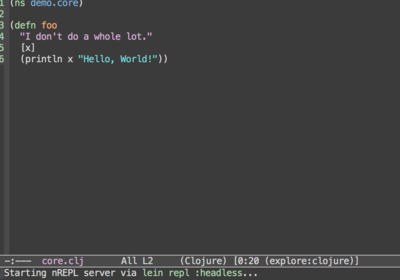 1 (ns demo.core)
2
3 (defn foo
4   "I don't do a whole lot."
5   [x]
6   (println x "Hello, World!"))
-:---  core.clj       All L2     (Clojure) [0:20 (explore:clojure)]
Starting nREPL server via lein repl :headless...